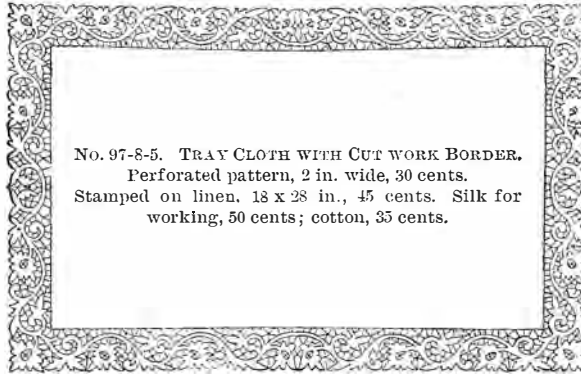 No. 97-8-5. TRAY CLOTH WITH CUT WORK BORDER.
Perforated pattern, 2 in. wide, 30 cents.
Stamped on linen, 18 x 28 in., 45 cents. Silk for
working, 50 cents; cotton, 35 cents.